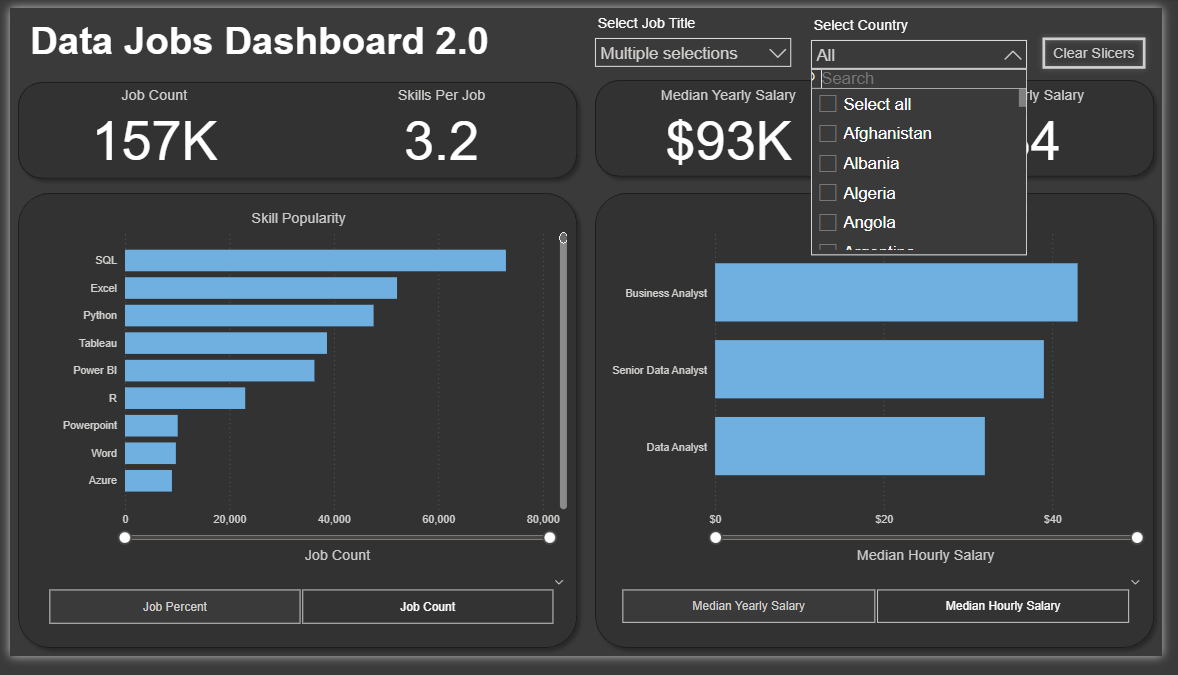 Data Jobs Dashboard 2.0
Select Job Title
Multiple selections
Select Country
All
Clear Slicers
Search
Select all
Afghanistan
Albania
Algeria
Angola
Job Count
157K
Skills Per Job
3.2
Median Yearly Salary
$93K
Salary
4
Skill Popularity
SQL
Excel
Python
Tableau
Power BI
R
Powerpoint
Word
Azure
0
20,000
40,000
60,000
80,000
Job Count
Job Percent
Job Count
Business Analyst
Senior Data Analyst
Data Analyst
$0
$20
$40
Median Hourly Salary
Median Yearly Salary
Median Hourly Salary